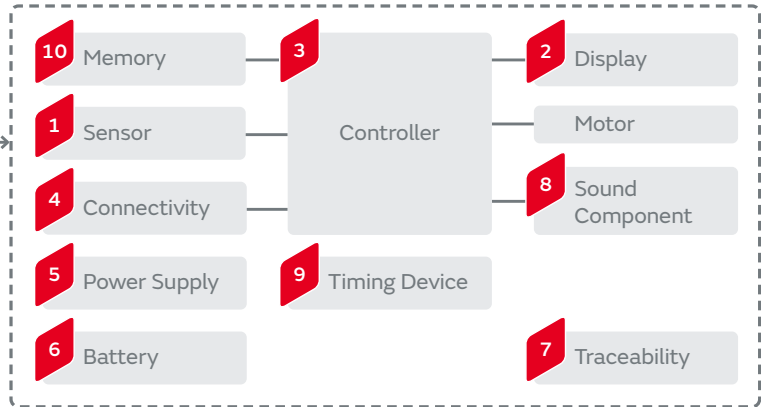 10 Memory
3
2 Display
1 Sensor
Controller
Motor
4 Connectivity
8 Sound
Component
5 Power Supply
9 Timing Device
6 Battery
7 Traceability